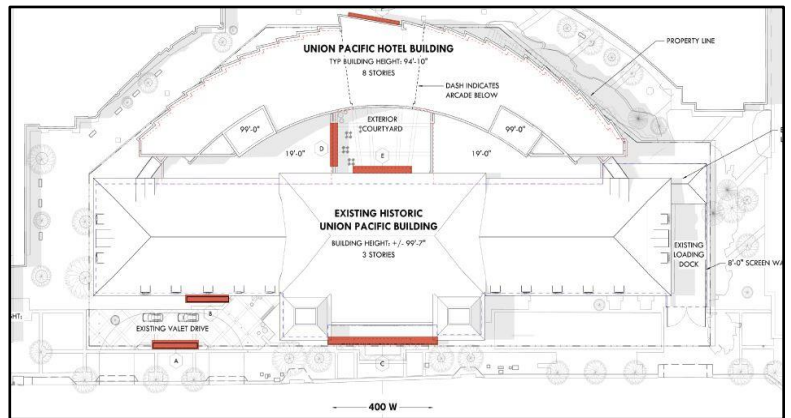 UNION PACIFIC HOTEL BUILDING
TYP BUILDING HEIGHT: 94'-10"
8 STORIES
PROPERTY LINE
DASH INDICATES
ARCADE BELOW
99'-0"
EXTERIOR
COURTYARD
99'-0"
19'-0"
D
E
19'-0"
EXISTING HISTORIC
UNION PACIFIC BUILDING
BUILDING HEIGHT: +/- 99'-7"
3 STORIES
EXISTING
LOADING
DOCK
8'-0" SCREEN WA
B
EXISTING VALET DRIVE
A
C
400 W